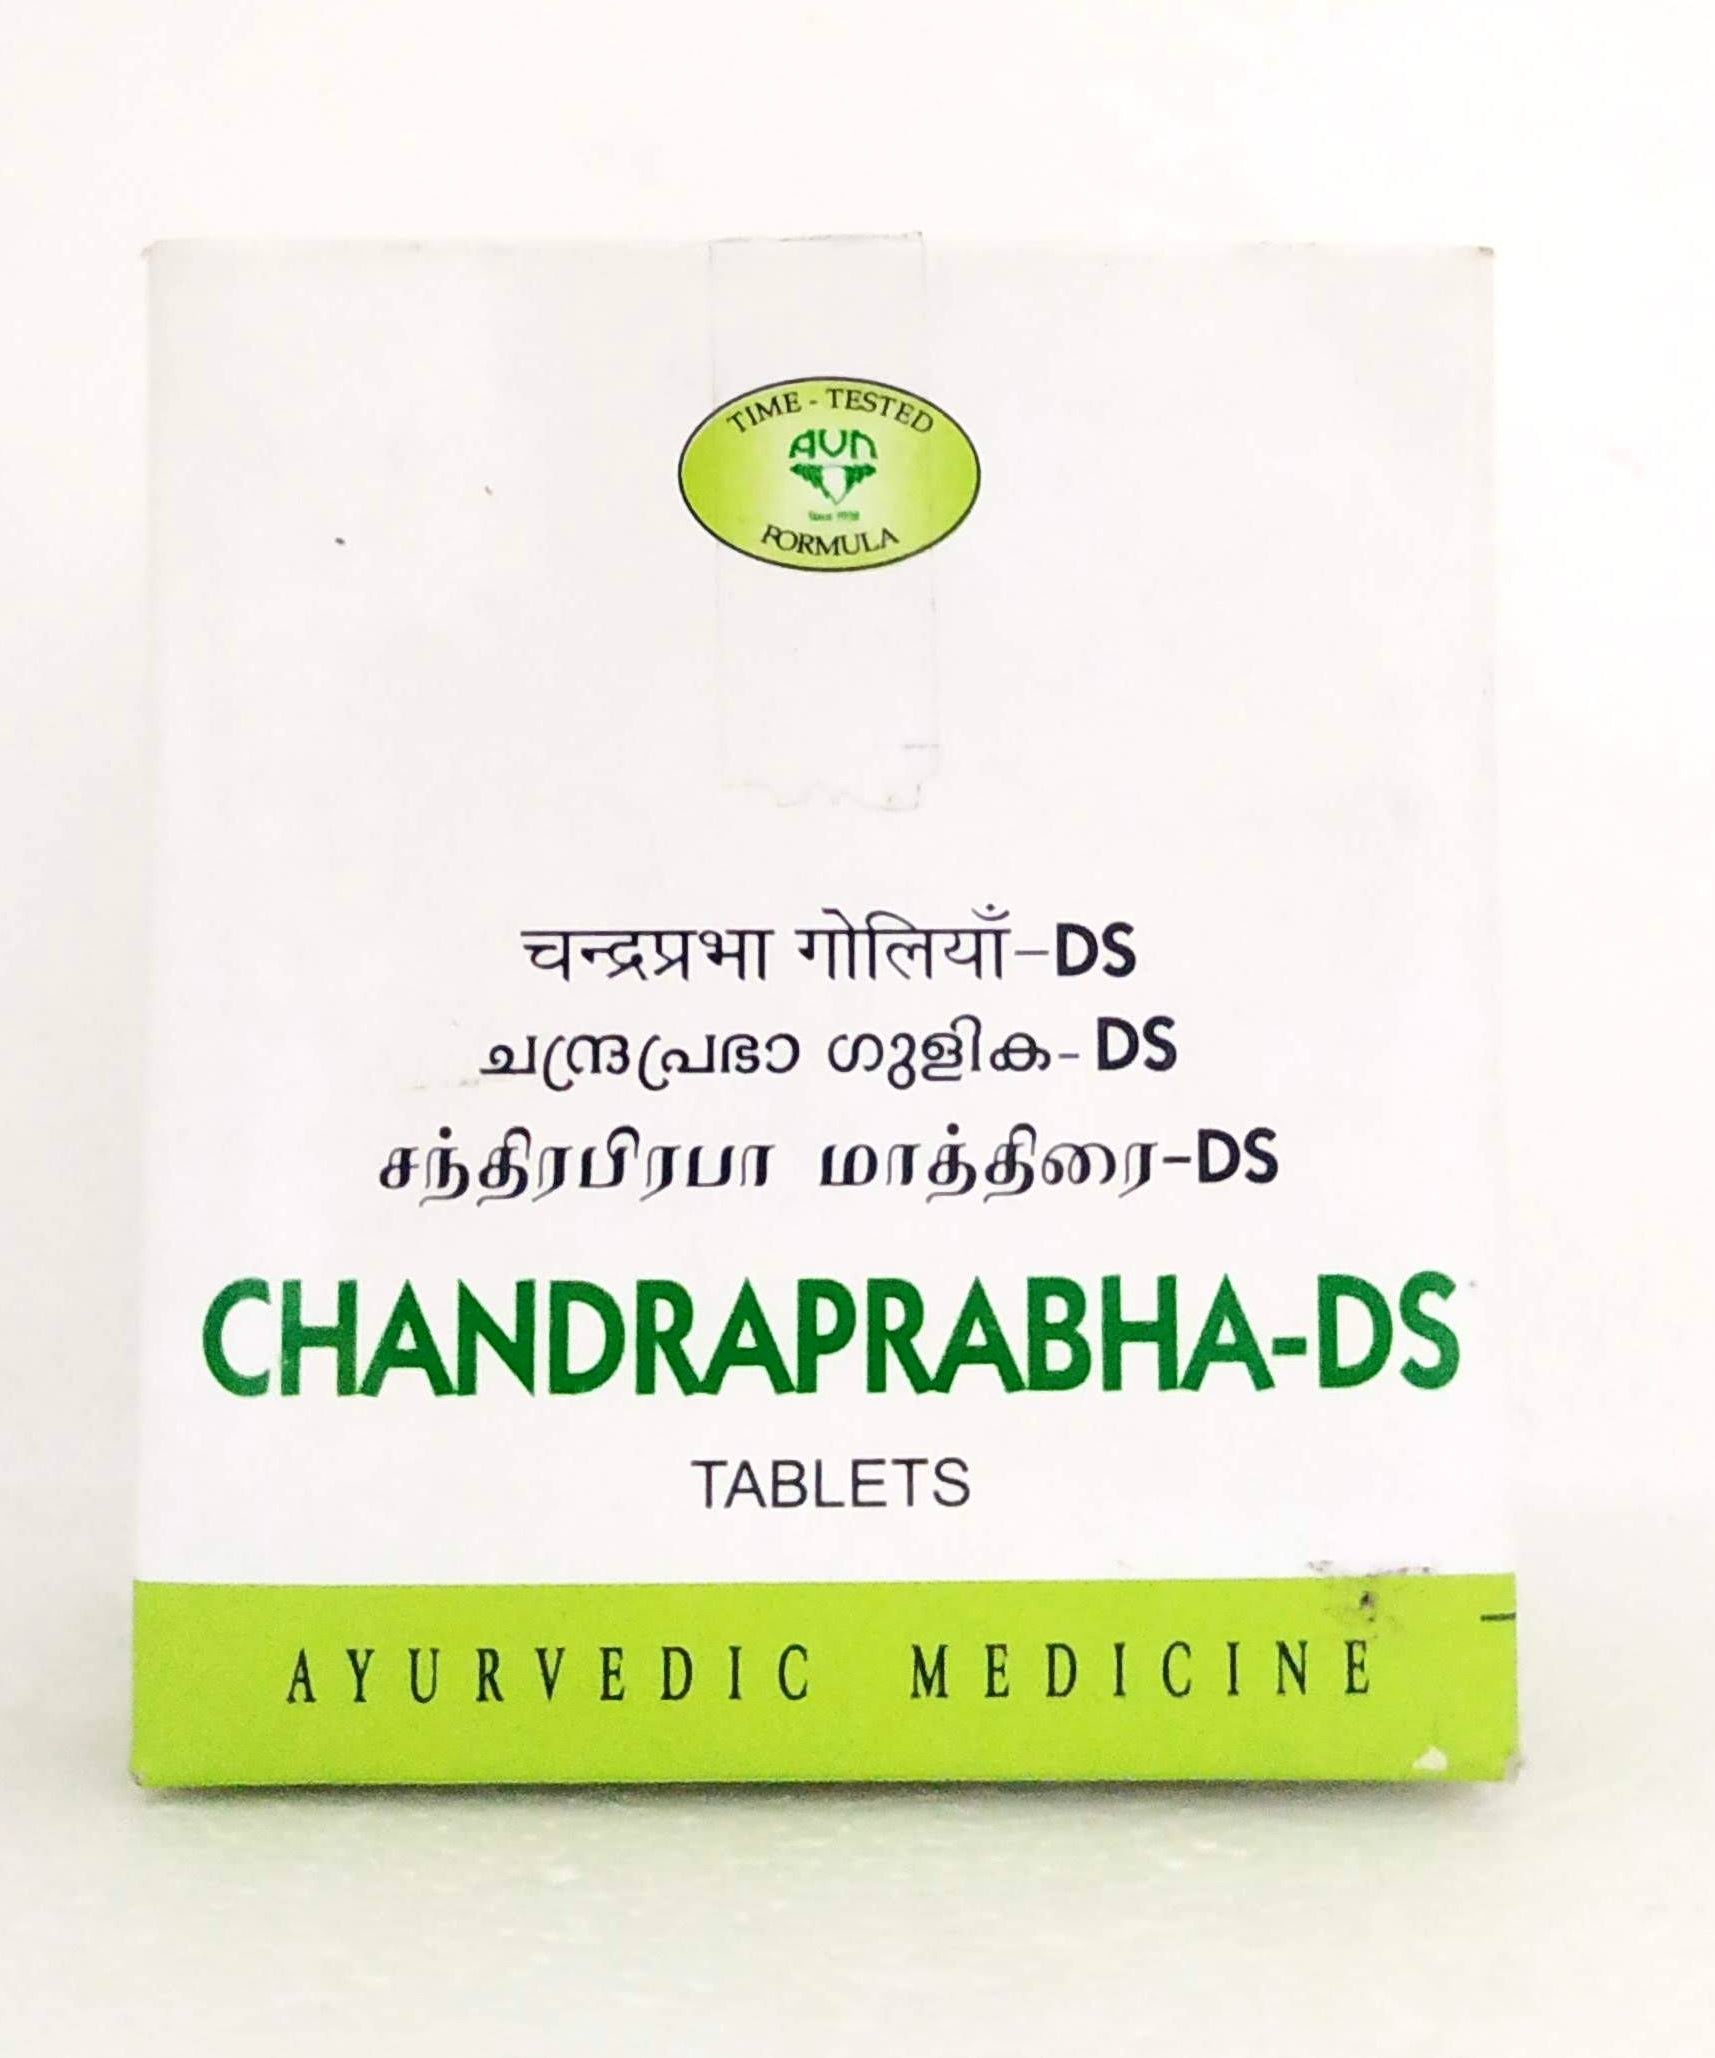 TIME - TESTED
AVN
FORMULA
चन्द्रप्रभा गोलियाँ-DS
ചന്ദ്രപ്രഭാ ഗുളിക-DS
சந்திரபிரபா மாத்திரை-DS
CHANDRAPRABHA-DS
TABLETS
AYURVEDIC MEDICINE